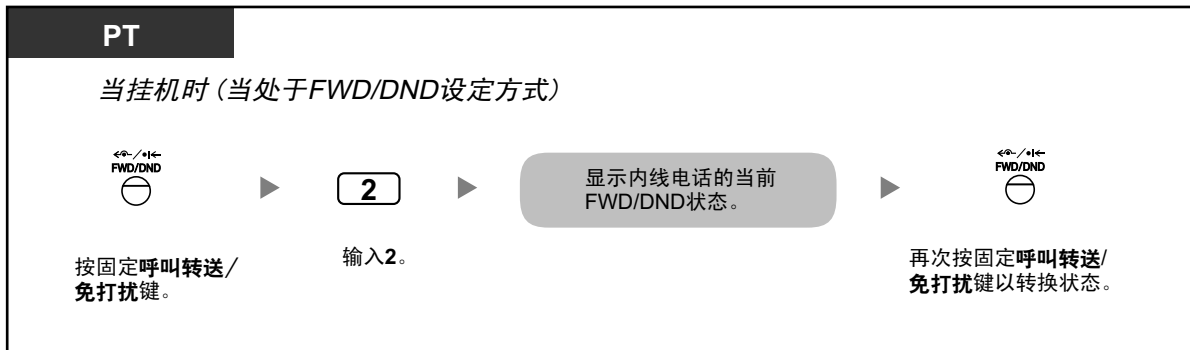 PT
当挂机时（当处于FWD/DND设定方式）
FWD/DND
按固定呼叫转送/
免打扰键。
2
输入2。
显示内线电话的当前
FWD/DND状态。
FWD/DND
再次按固定呼叫转送/
免打扰键以转换状态。